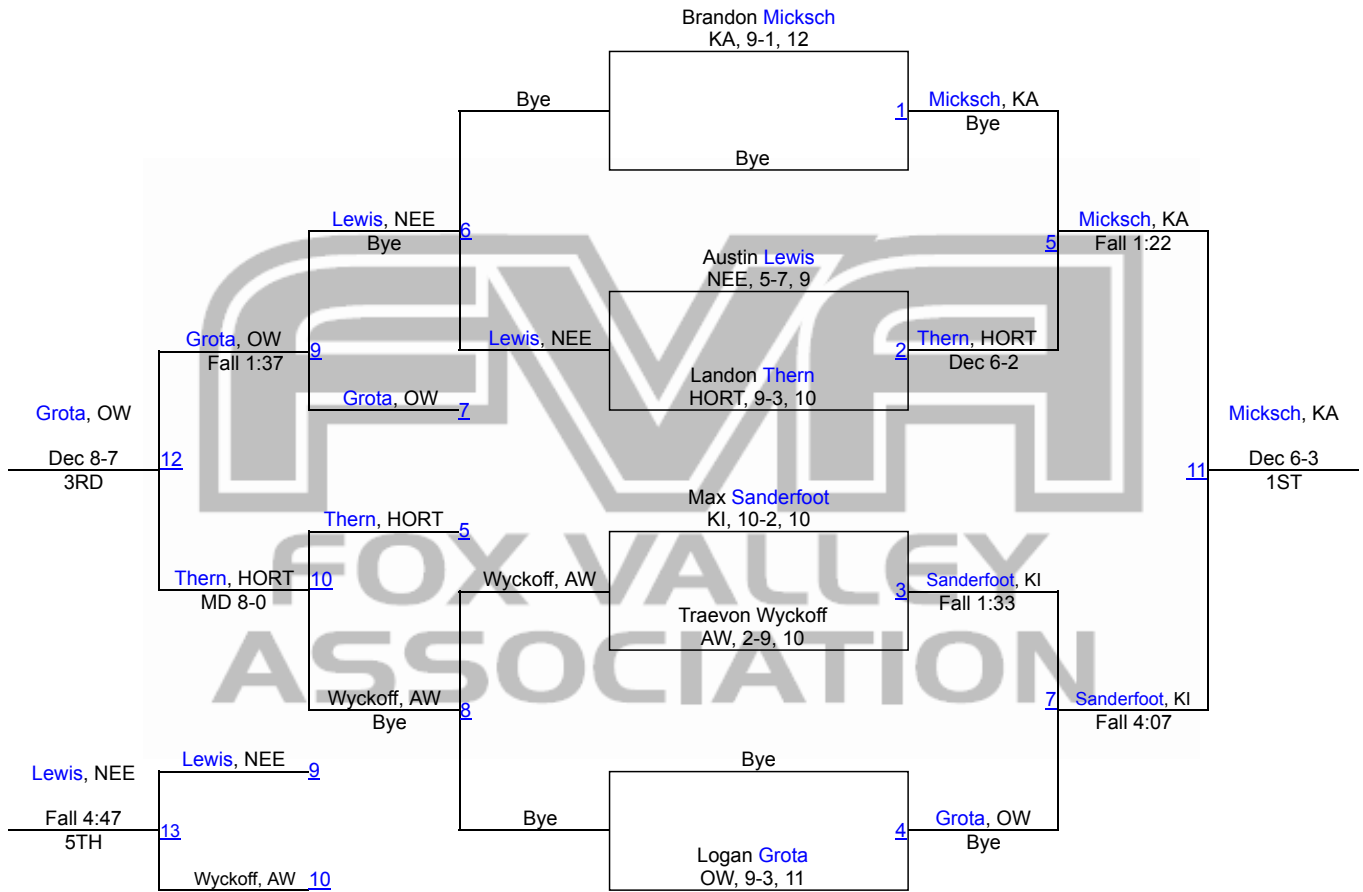 Brandon Micksch
KA, 9-1, 12
Bye
1
Micksch, KA
Bye
Bye
Lewis, NEE
Bye
6
Micksch, KA
Fall 1:22
5
Austin Lewis
NEE, 5-7, 9
Grota, OW
Fall 1:37
9
Lewis, NEE
2
Thern, HORT
Dec 6-2
Landon Thern
HORT, 9-3, 10
Grota, OW
7
Grota, OW
Dec 8-7
3RD
12
Micksch, KA
Dec 6-3
1ST
11
Max Sanderfoot
KI, 10-2, 10
Thern, HORT
5
Thern, HORT
MD 8-0
10
Wyckoff, AW
3
Sanderfoot, KI
Fall 1:33
Traevon Wyckoff
AW, 2-9, 10
Wyckoff, AW
Bye
8
7
Sanderfoot, KI
Fall 4:07
Lewis, NEE
Fall 4:47
5TH
13
Lewis, NEE
9
Bye
Bye
4
Grota, OW
Bye
Logan Grota
OW, 9-3, 11
Wyckoff, AW
10
FVA
FOX VALLEY
ASSOCIATION